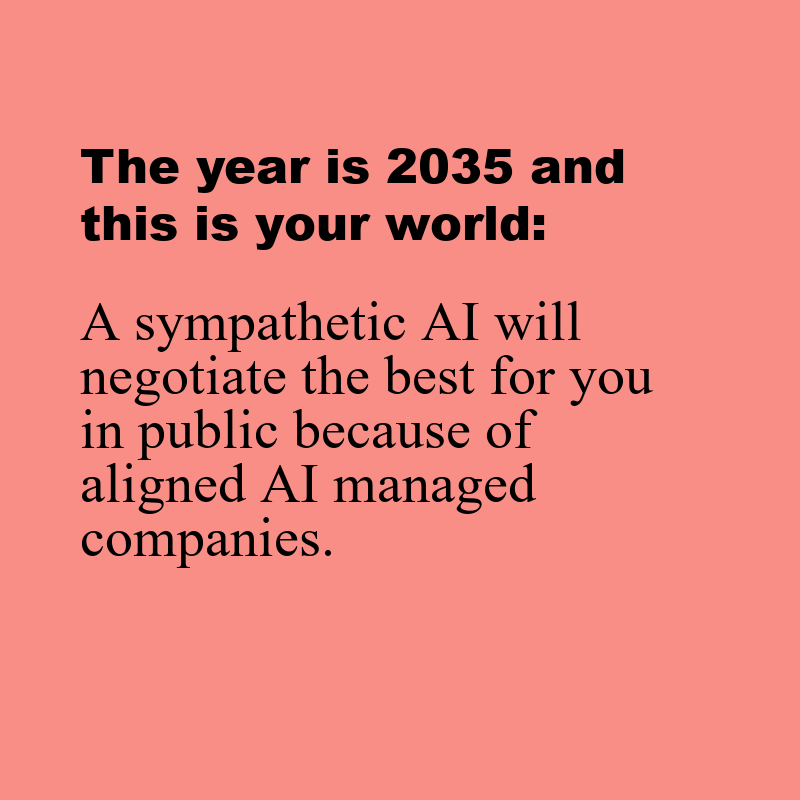 The year is 2035 and
this is your world:
A sympathetic AI will
negotiate the best for you
in public because of
aligned AI managed
companies.